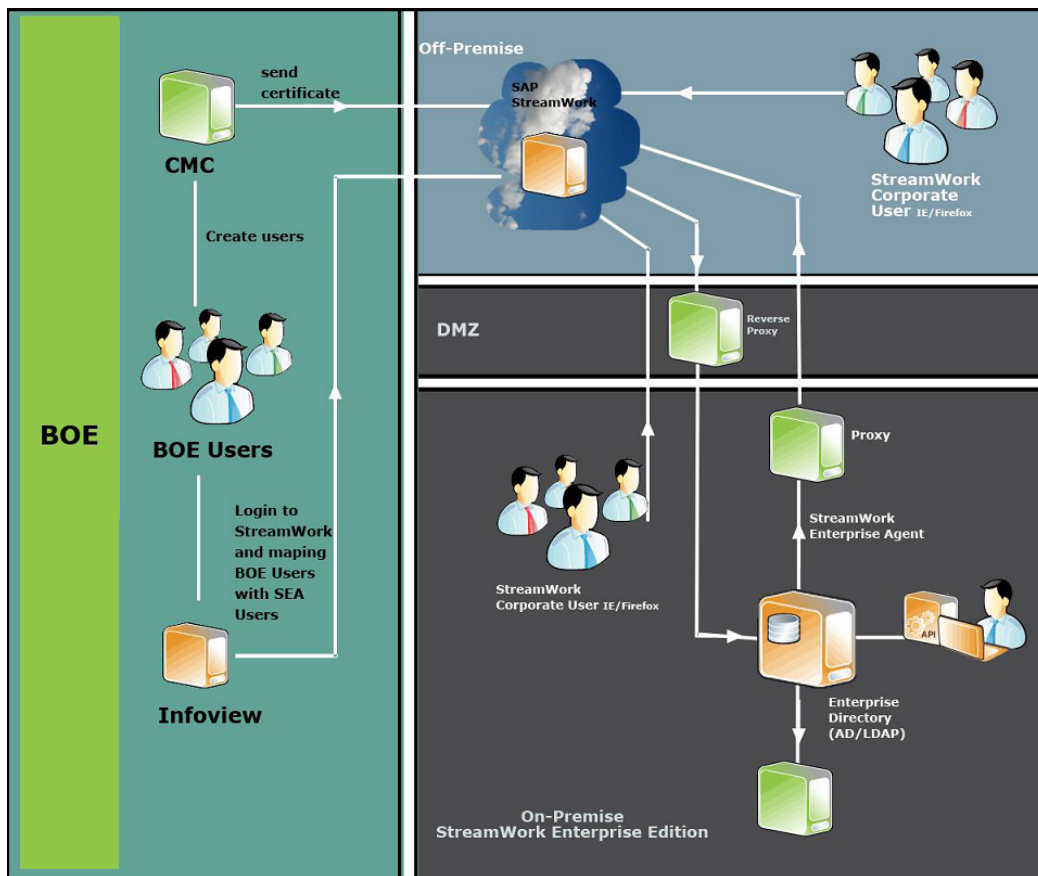 BOE
send
certificate
CMC
Create users
BOE Users
Login to
StreamWork
and maping
BOE Users
with SEA
Users
Infoview
Off-Premise
SAP
StreamWork
StreamWork
Corporate
User IE/Firefox
DMZ
Reverse
Proxy
Proxy
StreamWork
Enterprise Agent
StreamWork
Corporate User IE/Firefox
API
Enterprise
Directory
(AD/LDAP)
On-Premise
StreamWork Enterprise Edition